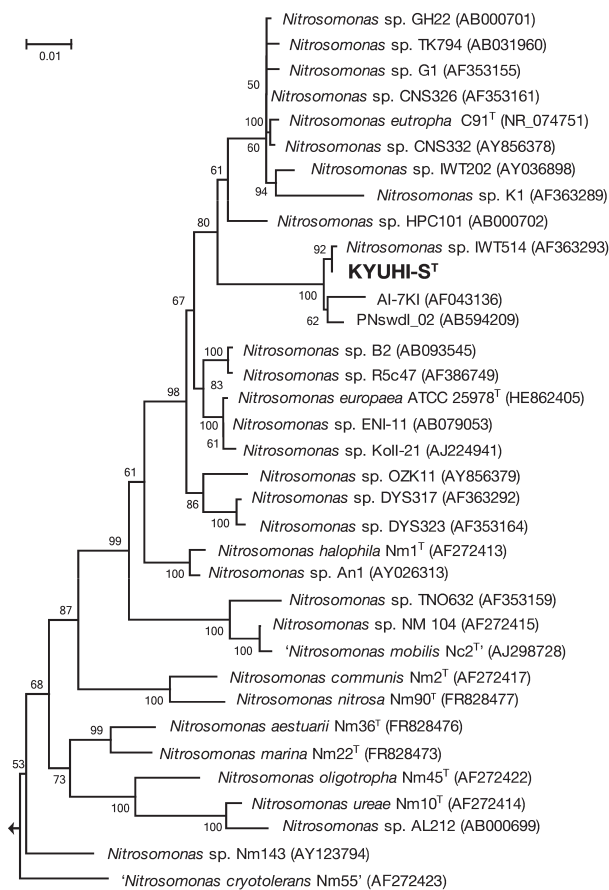 Nitrosomonas sp. GH22 (AB000701)
0.01
Nitrosomonas sp. TK794 (AB031960)
Nitrosomonas sp. G1 (AF353155)
50
Nitrosomonas sp. CNS326 (AF353161)
100
Nitrosomonas eutropha C91ᵀ (NR_074751)
60
Nitrosomonas sp. CNS332 (AY856378)
61
Nitrosomonas sp. IWT202 (AY036898)
94
Nitrosomonas sp. K1 (AF363289)
80
Nitrosomonas sp. HPC101 (AB000702)
92
Nitrosomonas sp. IWT514 (AF363293)
KYUHI-Sᵀ
100
AI-7KI (AF043136)
67
62
PNswdI_02 (AB594209)
100
Nitrosomonas sp. B2 (AB093545)
Nitrosomonas sp. R5c47 (AF386749)
83
98
Nitrosomonas europaea ATCC 25978ᵀ (HE862405)
100
Nitrosomonas sp. ENI-11 (AB079053)
61
Nitrosomonas sp. Koll-21 (AJ224941)
61
Nitrosomonas sp. OZK11 (AY856379)
86
Nitrosomonas sp. DYS317 (AF363292)
100
Nitrosomonas sp. DYS323 (AF353164)
99
Nitrosomonas halophila Nm1ᵀ (AF272413)
100
Nitrosomonas sp. An1 (AY026313)
87
Nitrosomonas sp. TNO632 (AF353159)
100
Nitrosomonas sp. NM 104 (AF272415)
100
‘Nitrosomonas mobilis Nc2ᵀ’ (AJ298728)
68
Nitrosomonas communis Nm2ᵀ (AF272417)
100
Nitrosomonas nitrosa Nm90ᵀ (FR828477)
99
Nitrosomonas aestuarii Nm36ᵀ (FR828476)
53
Nitrosomonas marina Nm22ᵀ (FR828473)
73
Nitrosomonas oligotropha Nm45ᵀ (AF272422)
100
Nitrosomonas ureae Nm10ᵀ (AF272414)
100
Nitrosomonas sp. AL212 (AB000699)
Nitrosomonas sp. Nm143 (AY123794)
‘Nitrosomonas cryotolerans Nm55’ (AF272423)